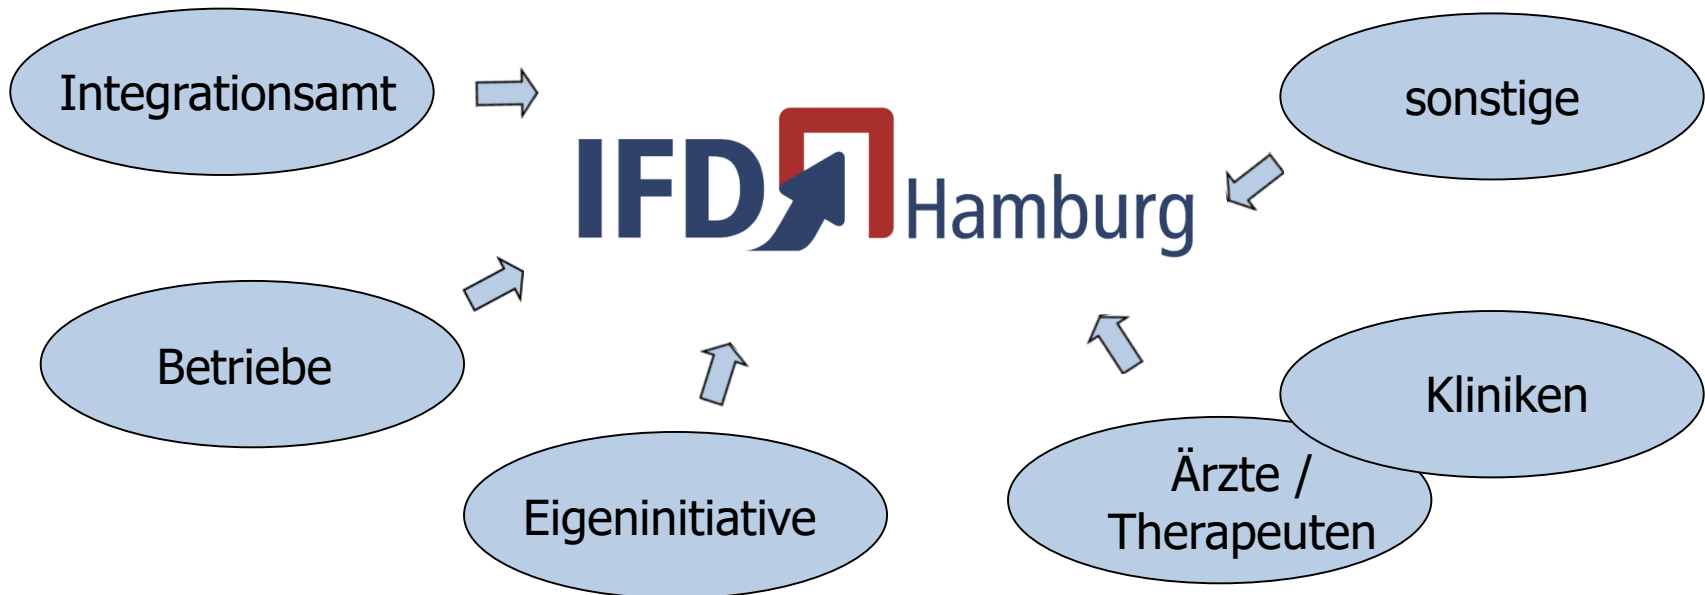 Integrationsamt
sonstige
IFD Hamburg
Betriebe
Kliniken
Ärzte /
Therapeuten
Eigeninitiative